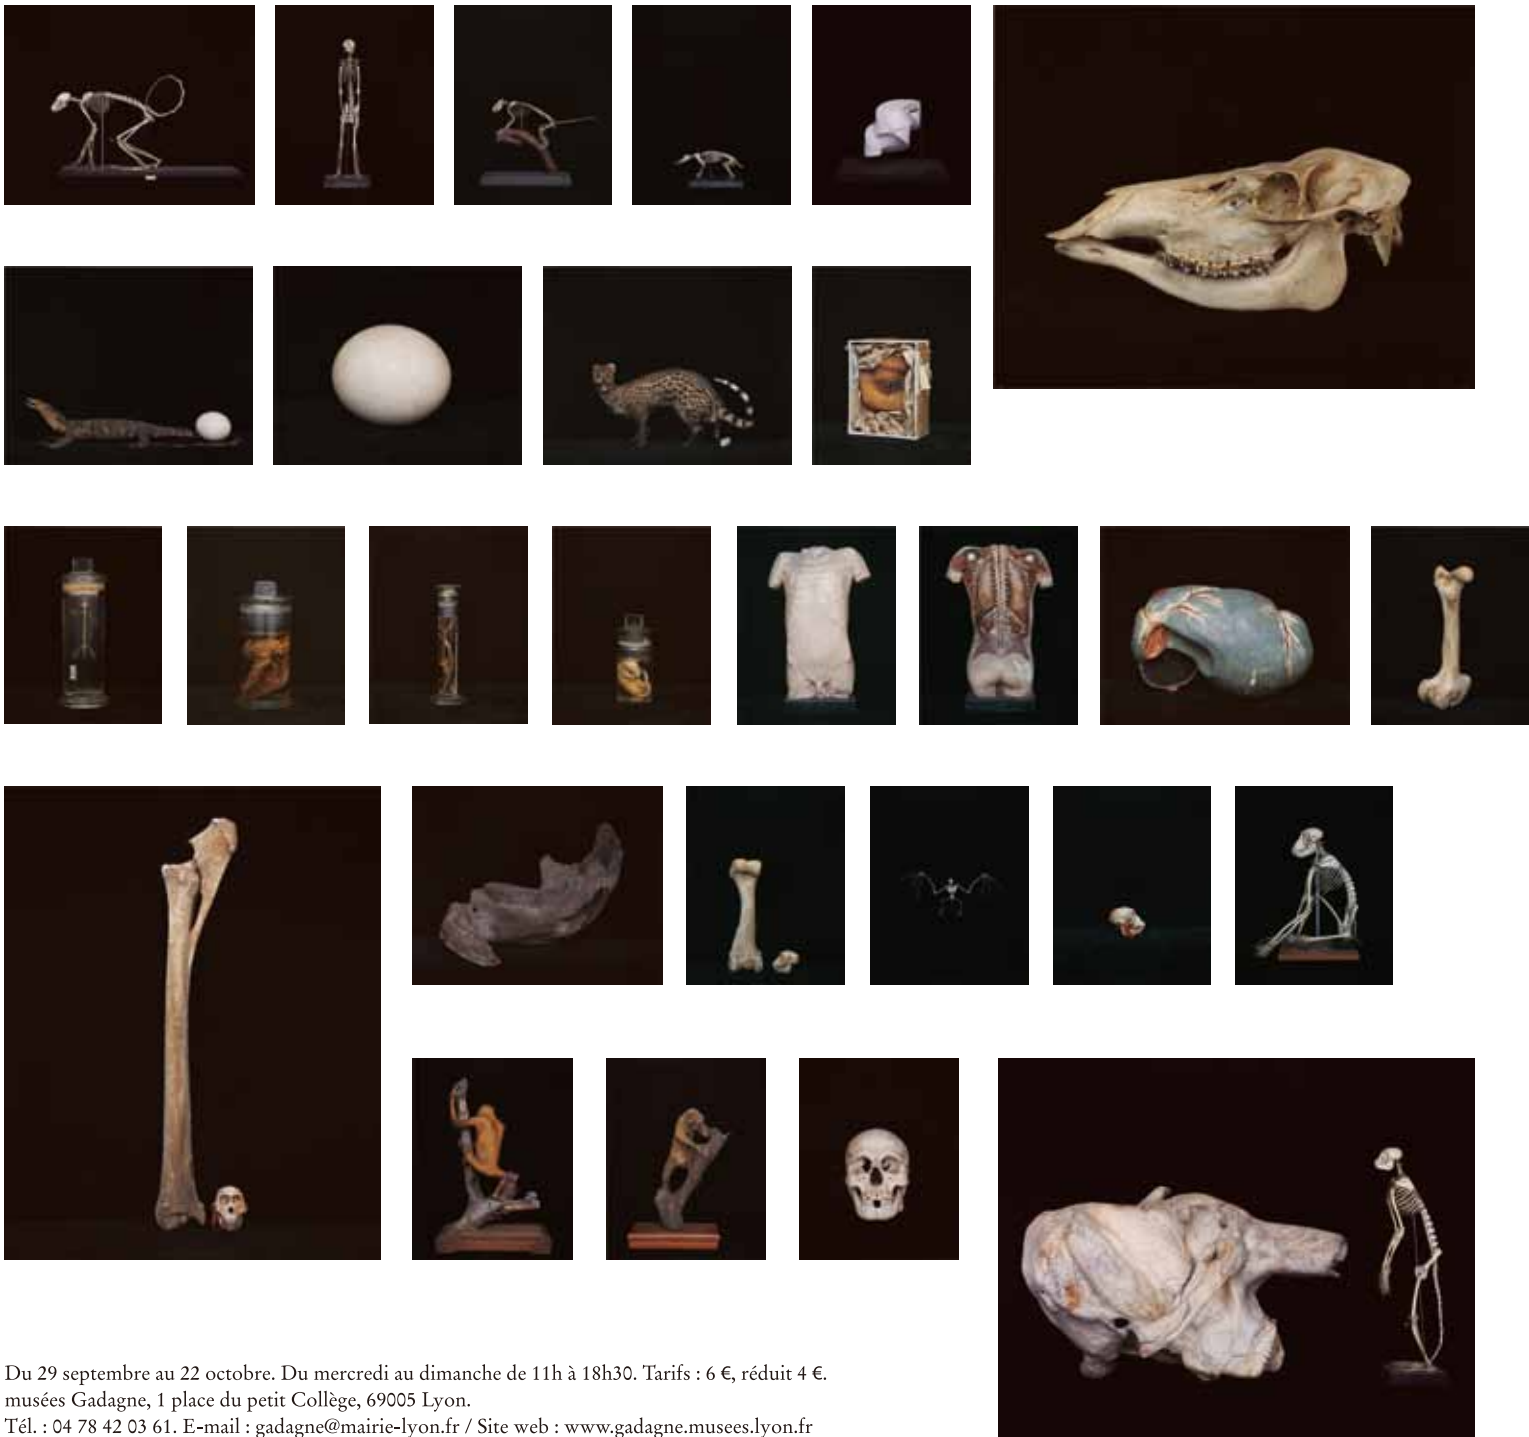 Du 29 septembre au 22 octobre. Du mercredi au dimanche de 11h à 18h30. Tarifs : 6 €, réduit 4 €.
musées Gadagne, 1 place du petit Collège, 69005 Lyon.
Tél. : 04 78 42 03 61. E-mail : gadagne@mairie-lyon.fr / Site web : www.gadagne.musees.lyon.fr